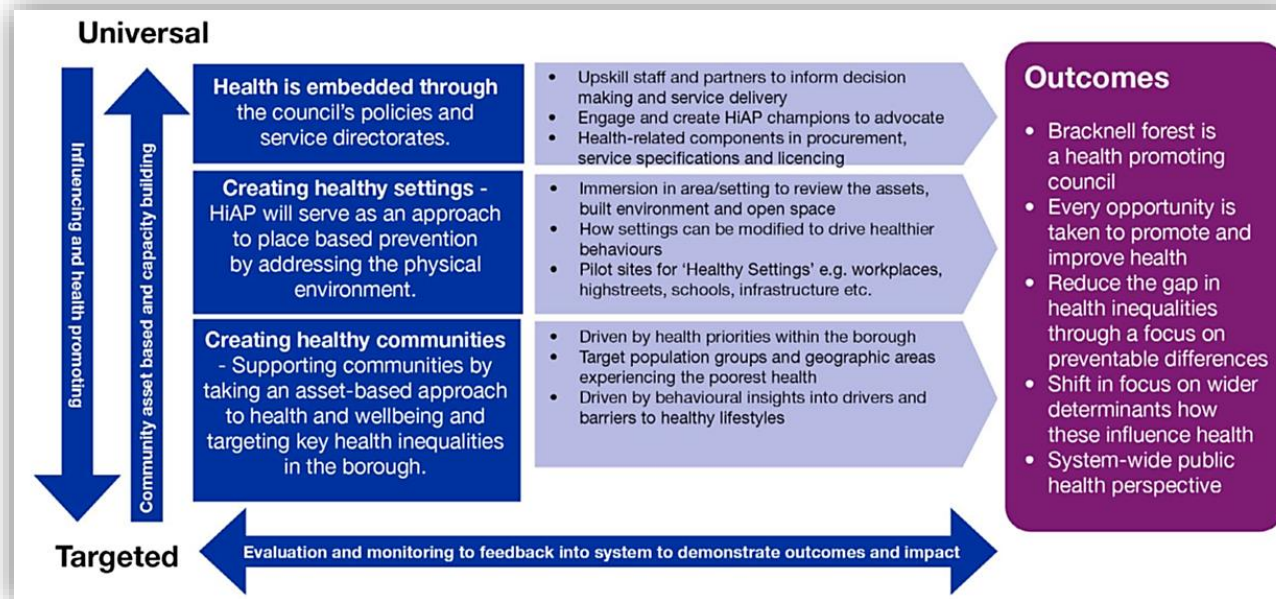 Universal
Influencing and health promoting
Community asset based and capacity building
Health is embedded through
the council's policies and
service directorates.
• Upskill staff and partners to inform decision
making and service delivery
• Engage and create HiAP champions to advocate
• Health-related components in procurement,
service specifications and licencing
Creating healthy settings -
HiAP will serve as an approach
to place based prevention
by addressing the physical
environment.
• Immersion in area/setting to review the assets,
built environment and open space
• How settings can be modified to drive healthier
behaviours
• Pilot sites for 'Healthy Settings' e.g. workplaces,
highstreets, schools, infrastructure etc.
Creating healthy communities
- Supporting communities by
taking an asset-based approach
to health and wellbeing and
targeting key health inequalities
in the borough.
• Driven by health priorities within the borough
• Target population groups and geographic areas
experiencing the poorest health
• Driven by behavioural insights into drivers and
barriers to healthy lifestyles
Outcomes
• Bracknell forest is
a health promoting
council
• Every opportunity is
taken to promote and
improve health
• Reduce the gap in
health inequalities
through a focus on
preventable differences
• Shift in focus on wider
determinants how
these influence health
• System-wide public
health perspective
Targeted
Evaluation and monitoring to feedback into system to demonstrate outcomes and impact